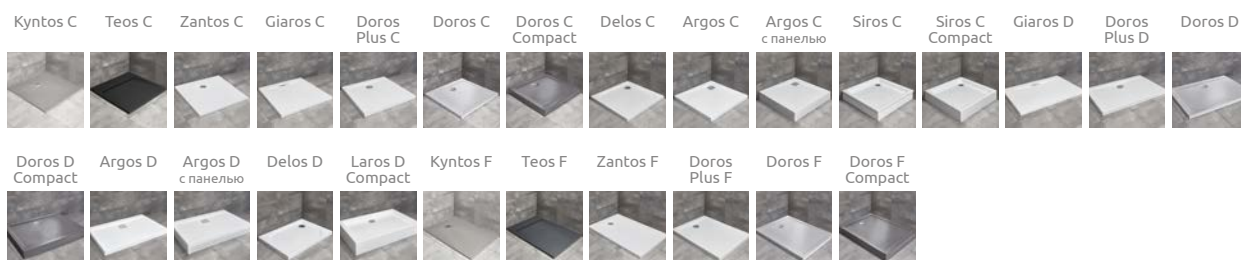 Kyntos C Teos C Zantos C Giaros C Doros Doros C Doros C Delos C Argos C Argos C Siros C Siros C Giaros D Doros Doros D
Plus C Compact с панелью Compact Plus D
Doros D Argos D Argos D Delos D Laros D Kyntos F Teos F Zantos F Doros Doros F Doros F
Compact с панелью Compact Plus F Compact